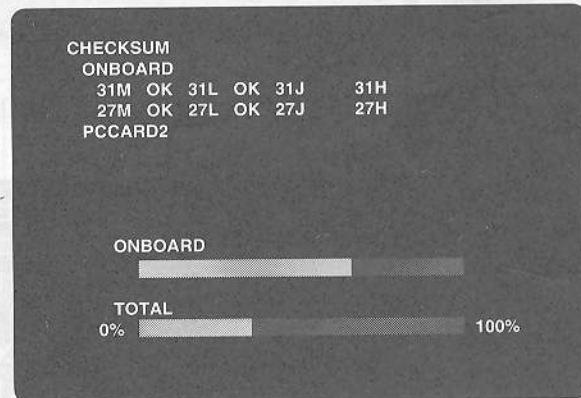 CHECKSUM
ONBOARD
31M OK 31L OK 31J 31H
27M OK 27L OK 27J 27H
PCCARD2
ONBOARD
TOTAL
0% 100%